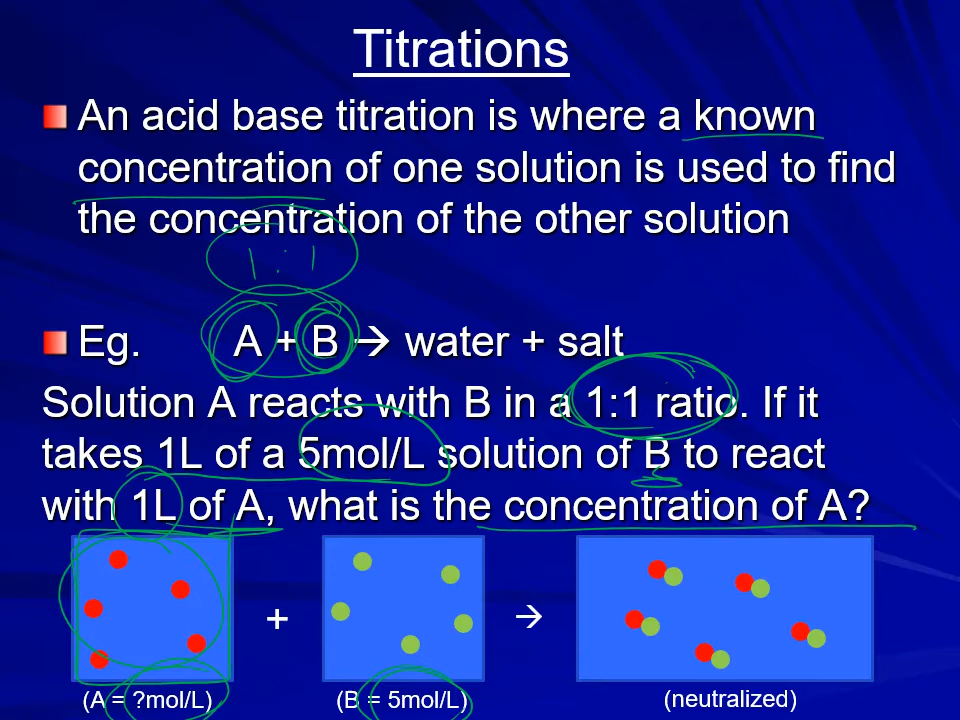 Titrations
An acid base titration is where a known
concentration of one solution is used to find
the concentration of the other solution
1 : 1
Eg. A + B → water + salt
Solution A reacts with B in a 1:1 ratio. If it
takes 1L of a 5mol/L solution of B to react
with 1L of A, what is the concentration of A?
+ →
(A = ?mol/L) (B = 5mol/L) (neutralized)